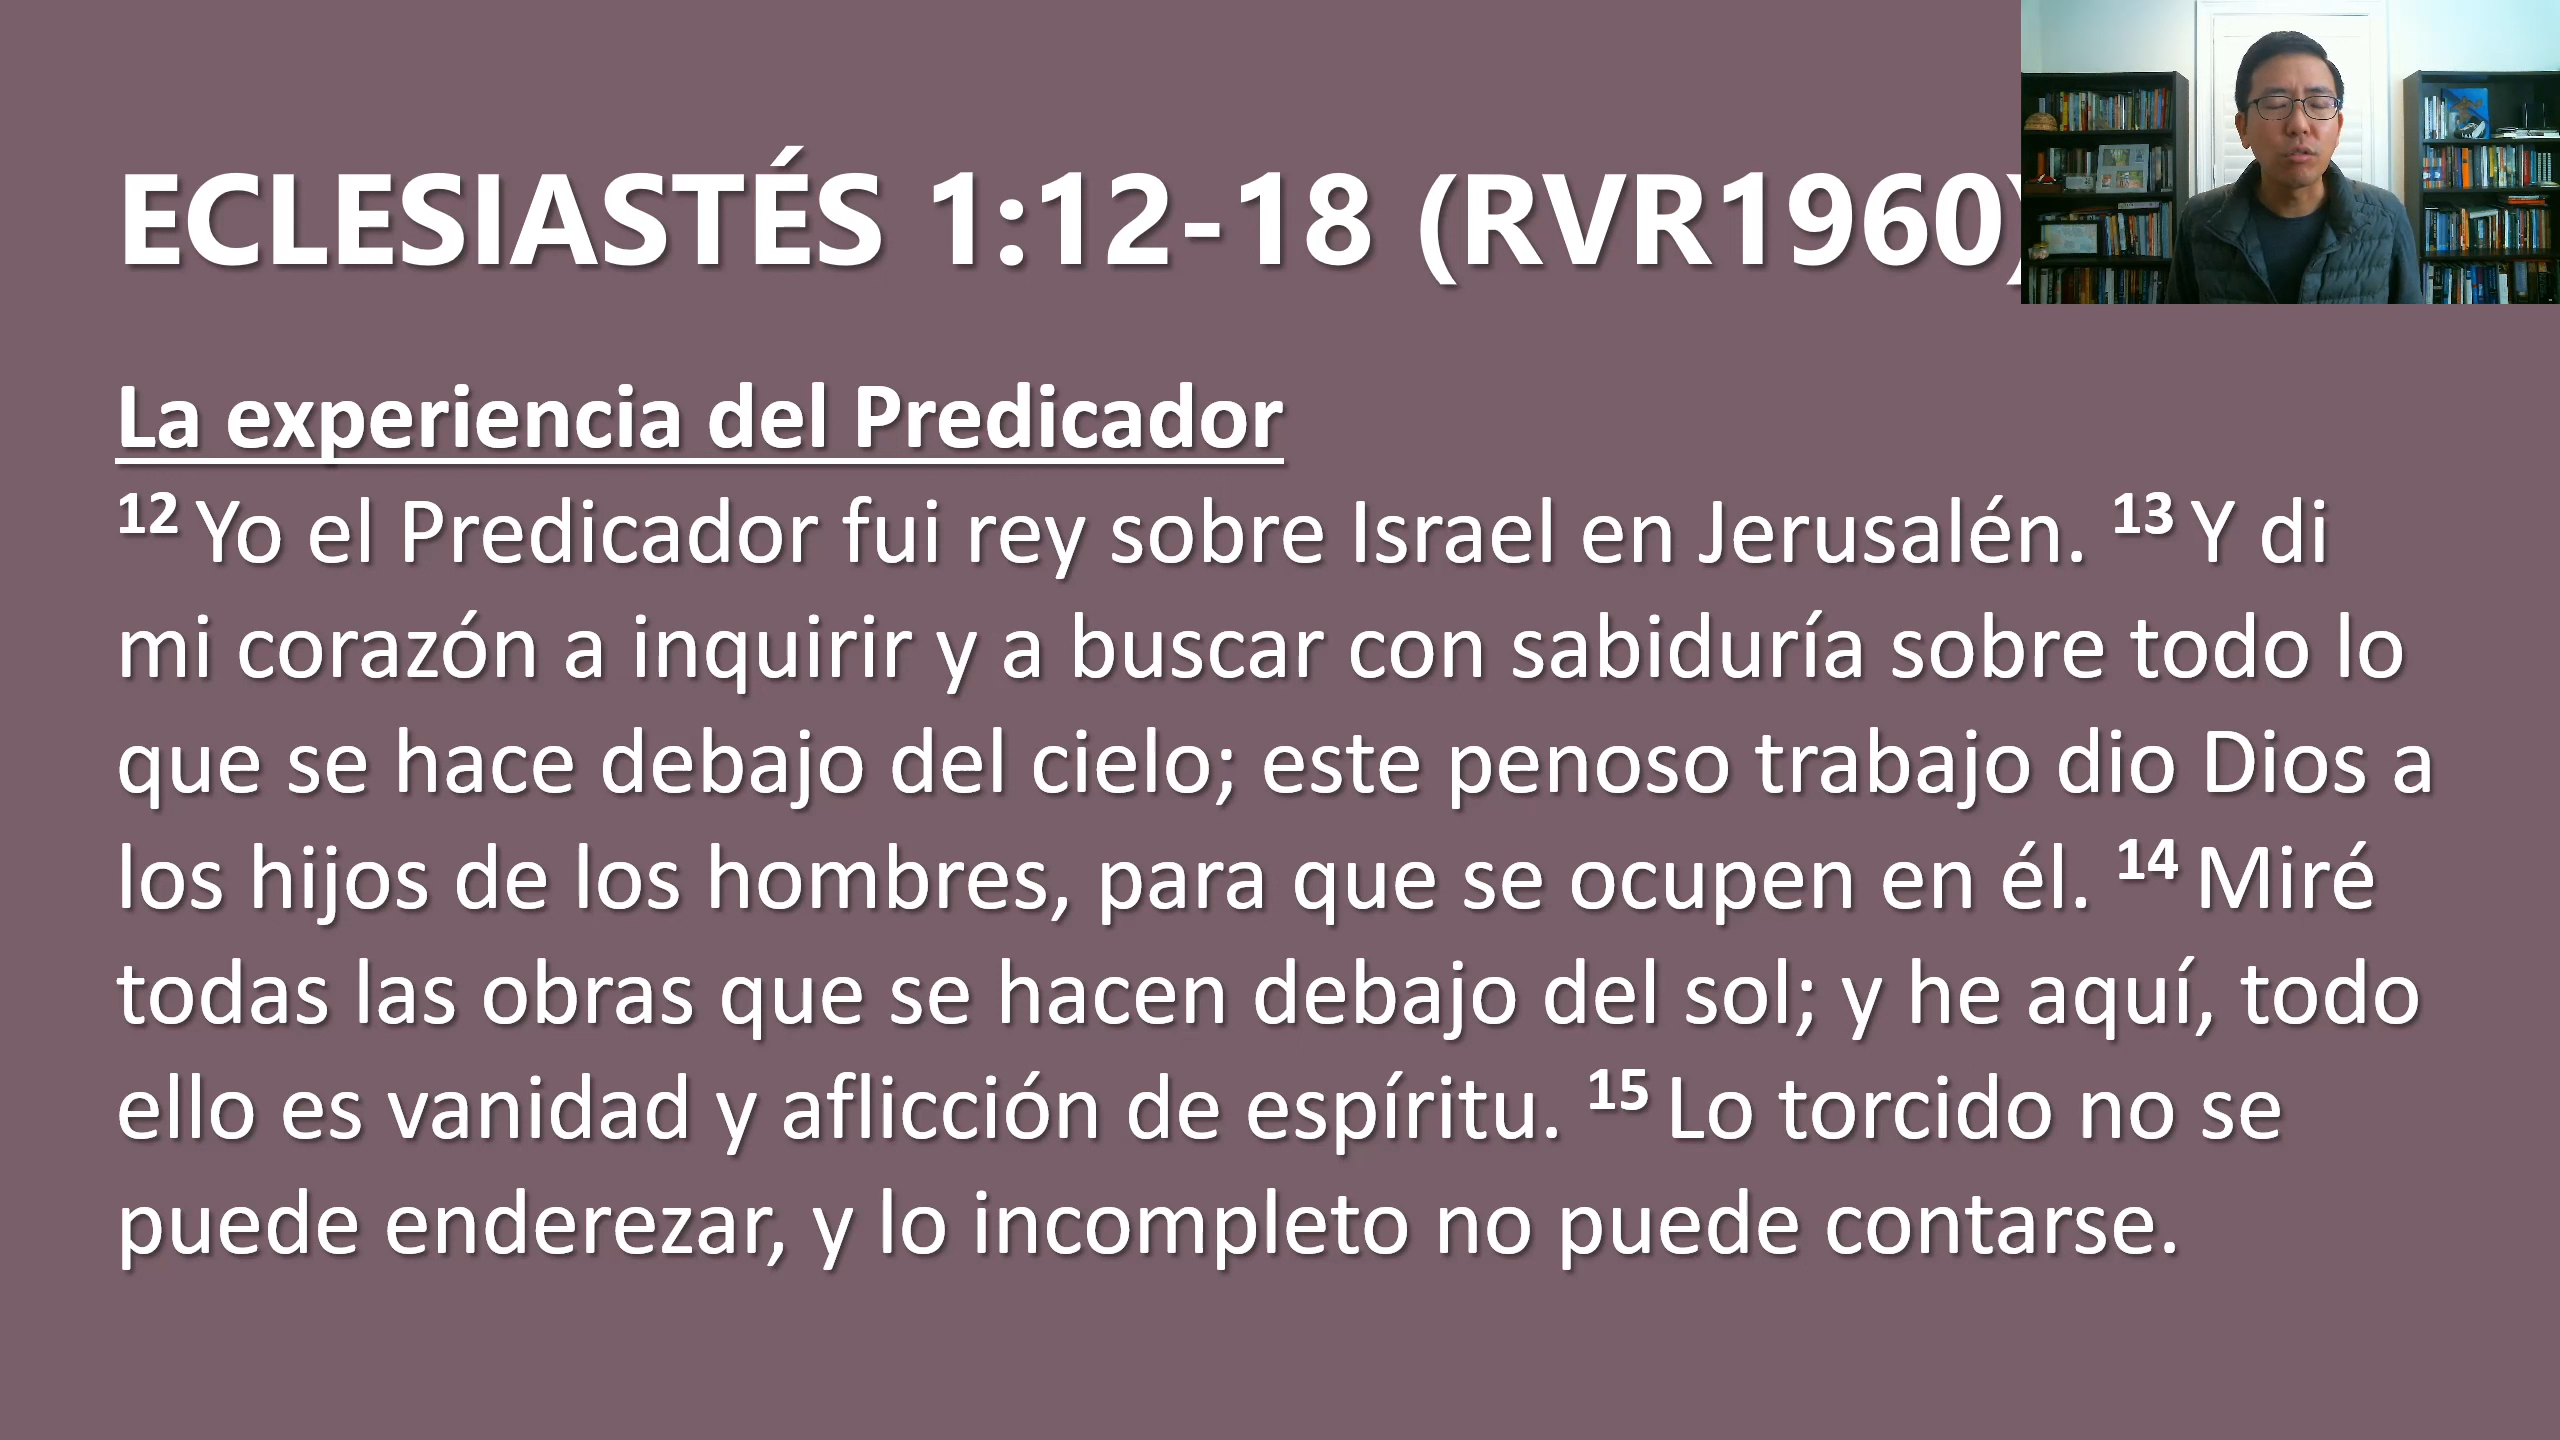 ECLESIASTÉS 1:12-18 (RVR1960)
La experiencia del Predicador
12 Yo el Predicador fui rey sobre Israel en Jerusalén. 13 Y di
mi corazón a inquirir y a buscar con sabiduría sobre todo lo
que se hace debajo del cielo; este penoso trabajo dio Dios a
los hijos de los hombres, para que se ocupen en él. 14 Miré
todas las obras que se hacen debajo del sol; y he aquí, todo
ello es vanidad y aflicción de espíritu. 15 Lo torcido no se
puede enderezar, y lo incompleto no puede contarse.